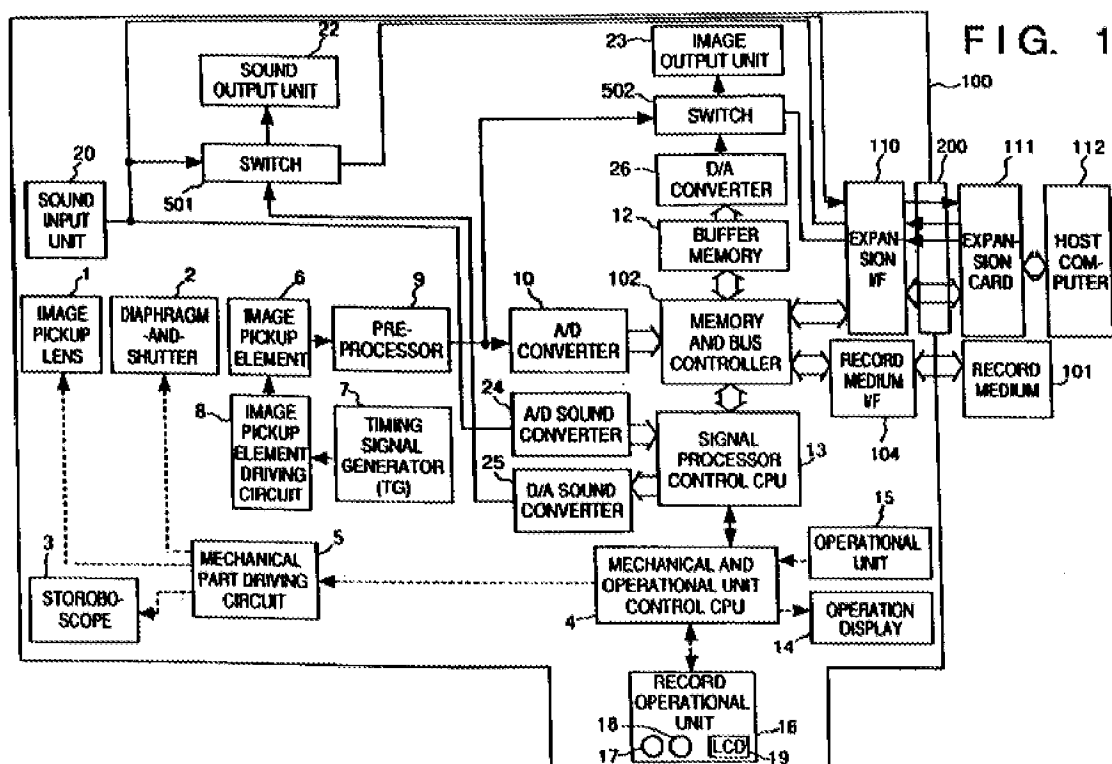 FIG. 1
22
SOUND
OUTPUT UNIT
23
IMAGE
OUTPUT UNIT
100
502
SWITCH
20
SOUND
INPUT
UNIT
SWITCH
501
26
D/A
CONVERTER
110
EXPAN-
SION I/F
200
111
EXPAN-
SION
CARD
112
HOST
COM-
PUTER
12
BUFFER
MEMORY
1
IMAGE
PICKUP
LENS
2
DIAPHRAGM
-AND-
SHUTTER
6
IMAGE
PICKUP
ELEMENT
9
PRE-
PROCESSOR
10
A/D
CONVERTER
102
MEMORY
AND BUS
CONTROLLER
RECORD
MEDIUM
I/F
104
RECORD
MEDIUM
101
8
IMAGE
PICKUP
ELEMENT
DRIVING
CIRCUIT
7
TIMING
SIGNAL
GENERATOR
(TG)
24
A/D SOUND
CONVERTER
25
D/A SOUND
CONVERTER
SIGNAL
PROCESSOR
CONTROL CPU
13
3
STOROBO-
SCOPE
MECHANICAL
PART DRIVING
CIRCUIT
5
MECHANICAL AND
OPERATIONAL UNIT
CONTROL CPU
4
15
OPERATIONAL
UNIT
OPERATION
DISPLAY
14
RECORD
OPERATIONAL
UNIT
18
16
17
LCD
19